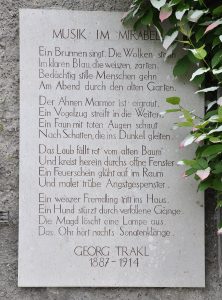 MUSIK IM MIRABELL
Ein Brunnen singt. Die Wolken stehn
Im klaren Blau, die weissen, zarten.
Bedächtig stille Menschen gehn
Am Abend durch den alten Garten.
Der Ahnen Marmor ist ergraut.
Ein Vogelzug streift in die Weiten.
Ein Faun mit toten Augen schaut
Nach Schatten, die ins Dunkel gleiten.
Das Laub fällt rot vom alten Baum
Und kreist herein durchs offne Fenster.
Ein Feuerschein glüht auf im Raum
Und malet trübe Angstgespenster.
Ein weisser Fremdling tritt ins Haus.
Ein Hund stürzt durch verfallene Gänge.
Die Magd löscht eine Lampe aus.
Das Ohr hört nachts Sonatenklänge.
GEORG TRAKL
1887-1914